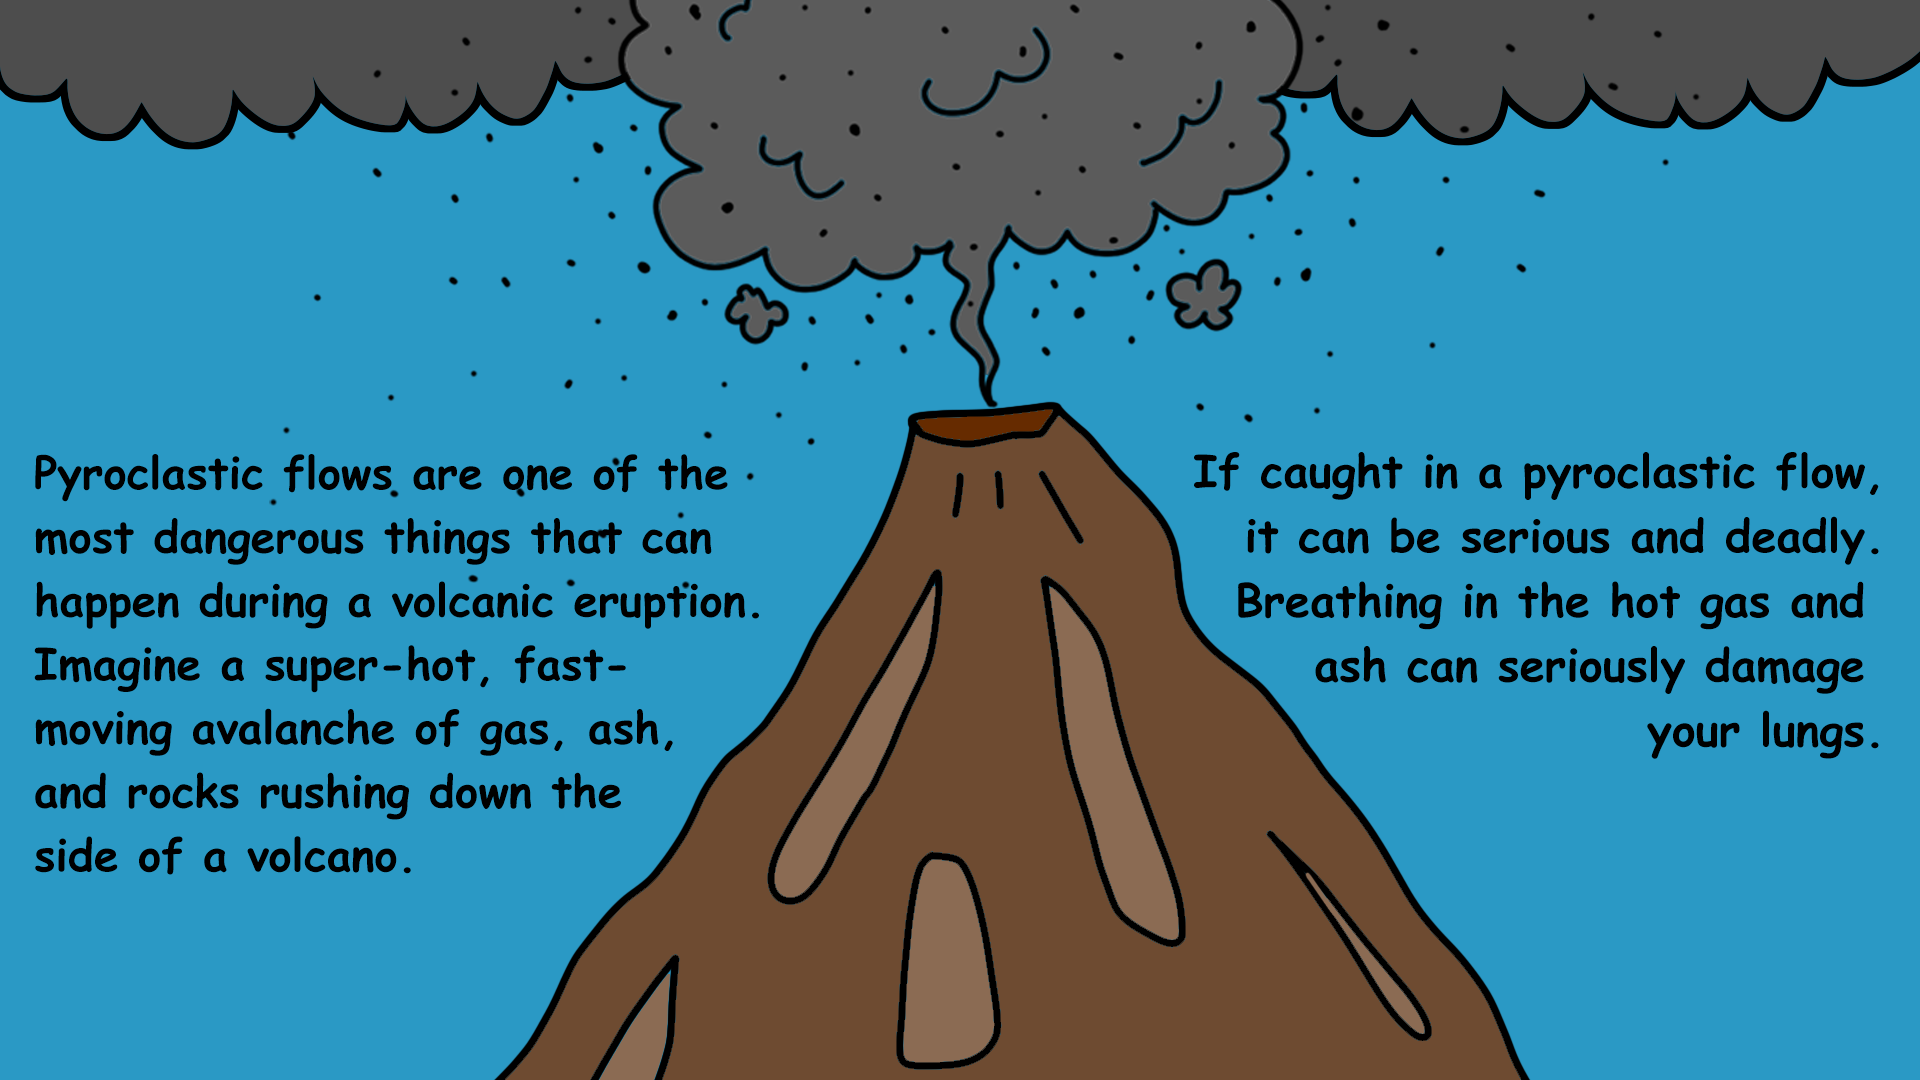 Pyroclastic flows are one of the
most dangerous things that can
happen during a volcanic eruption.
Imagine a super-hot, fast-
moving avalanche of gas, ash,
and rocks rushing down the
side of a volcano.
If caught in a pyroclastic flow,
it can be serious and deadly.
Breathing in the hot gas and
ash can seriously damage
your lungs.